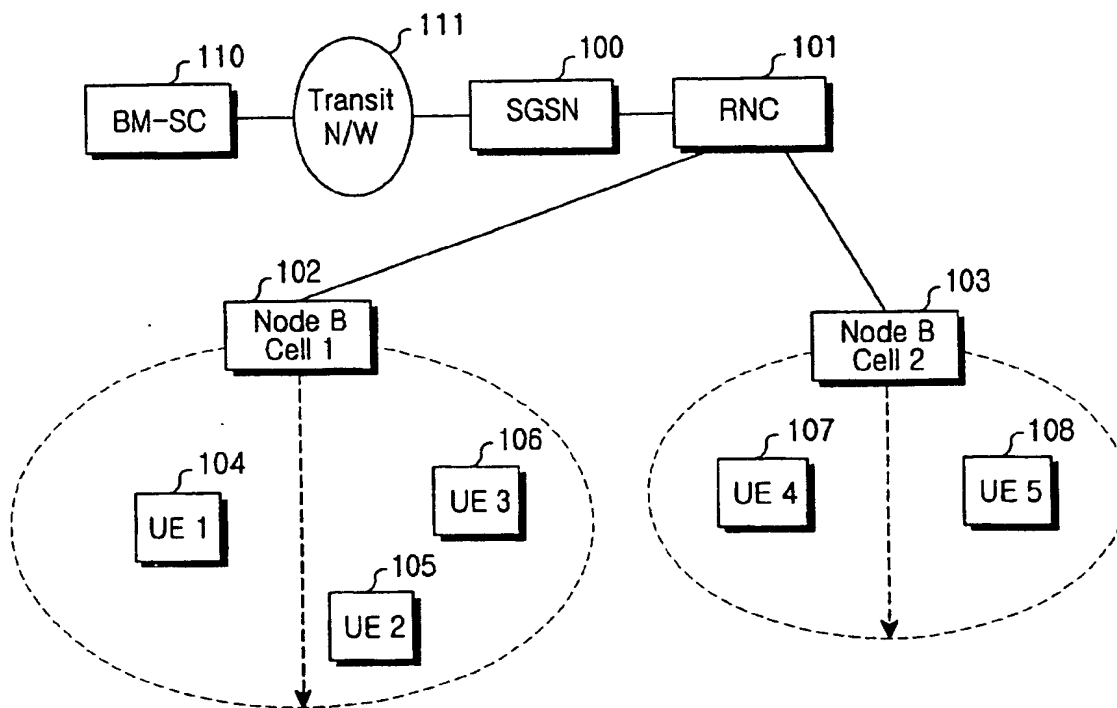 111
110
100
101
BM-SC
Transit
N/W
SGSN
RNC
102
Node B
Cell 1
103
Node B
Cell 2
104
UE 1
106
UE 3
105
UE 2
107
UE 4
108
UE 5